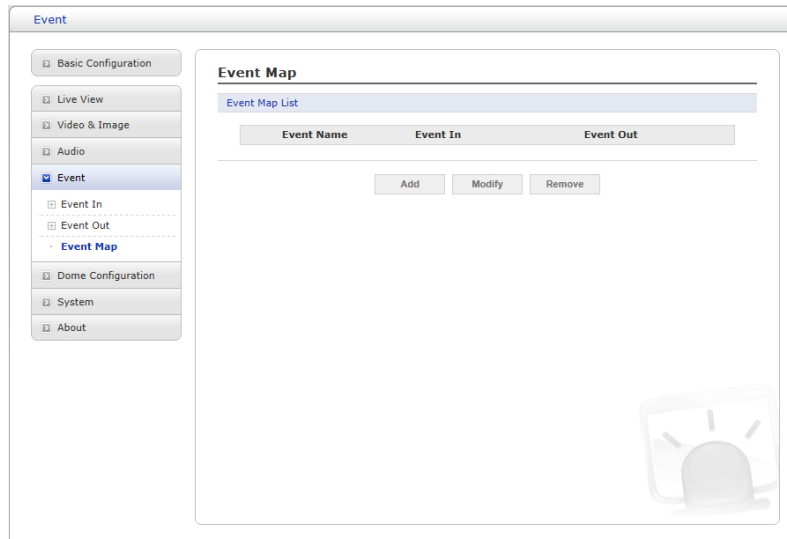 Event
Basic Configuration
Live View
Video & Image
Audio
Event
Event In
Event Out
Event Map
Dome Configuration
System
About
Event Map
Event Map List
Event Name Event In Event Out
Add Modify Remove